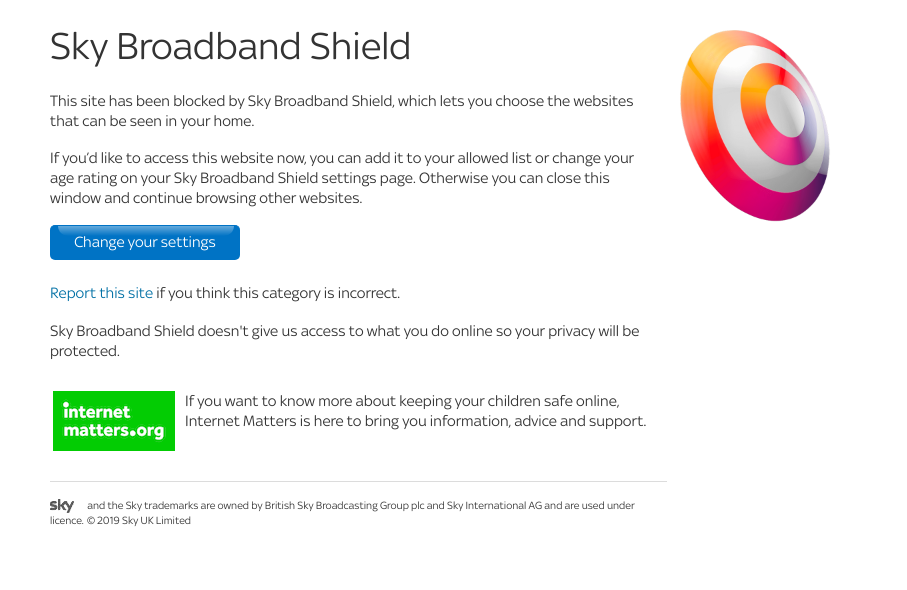 Sky Broadband Shield
This site has been blocked by Sky Broadband Shield, which lets you choose the websites
that can be seen in your home.
If you’d like to access this website now, you can add it to your allowed list or change your
age rating on your Sky Broadband Shield settings page. Otherwise you can close this
window and continue browsing other websites.
Change your settings
Report this site if you think this category is incorrect.
Sky Broadband Shield doesn't give us access to what you do online so your privacy will be
protected.
internet
matters.org
If you want to know more about keeping your children safe online,
Internet Matters is here to bring you information, advice and support.
sky and the Sky trademarks are owned by British Sky Broadcasting Group plc and Sky International AG and are used under
licence. © 2019 Sky UK Limited